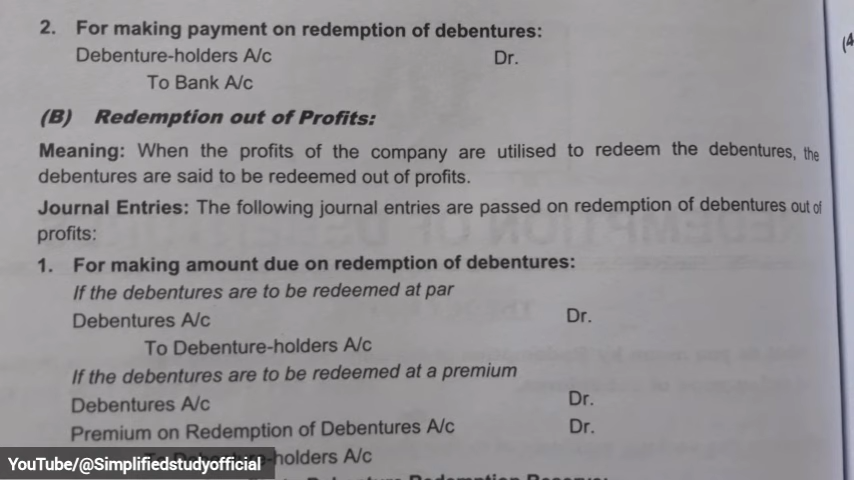 2. For making payment on redemption of debentures:
Debenture-holders A/c Dr.
To Bank A/c
(B) Redemption out of Profits:
Meaning: When the profits of the company are utilised to redeem the debentures, the
debentures are said to be redeemed out of profits.
Journal Entries: The following journal entries are passed on redemption of debentures out of
profits:
1. For making amount due on redemption of debentures:
If the debentures are to be redeemed at par
Debentures A/c Dr.
To Debenture-holders A/c
If the debentures are to be redeemed at a premium
Debentures A/c Dr.
Premium on Redemption of Debentures A/c Dr.
To Debenture-holders A/c
YouTube/@Simplifiedstudyofficial